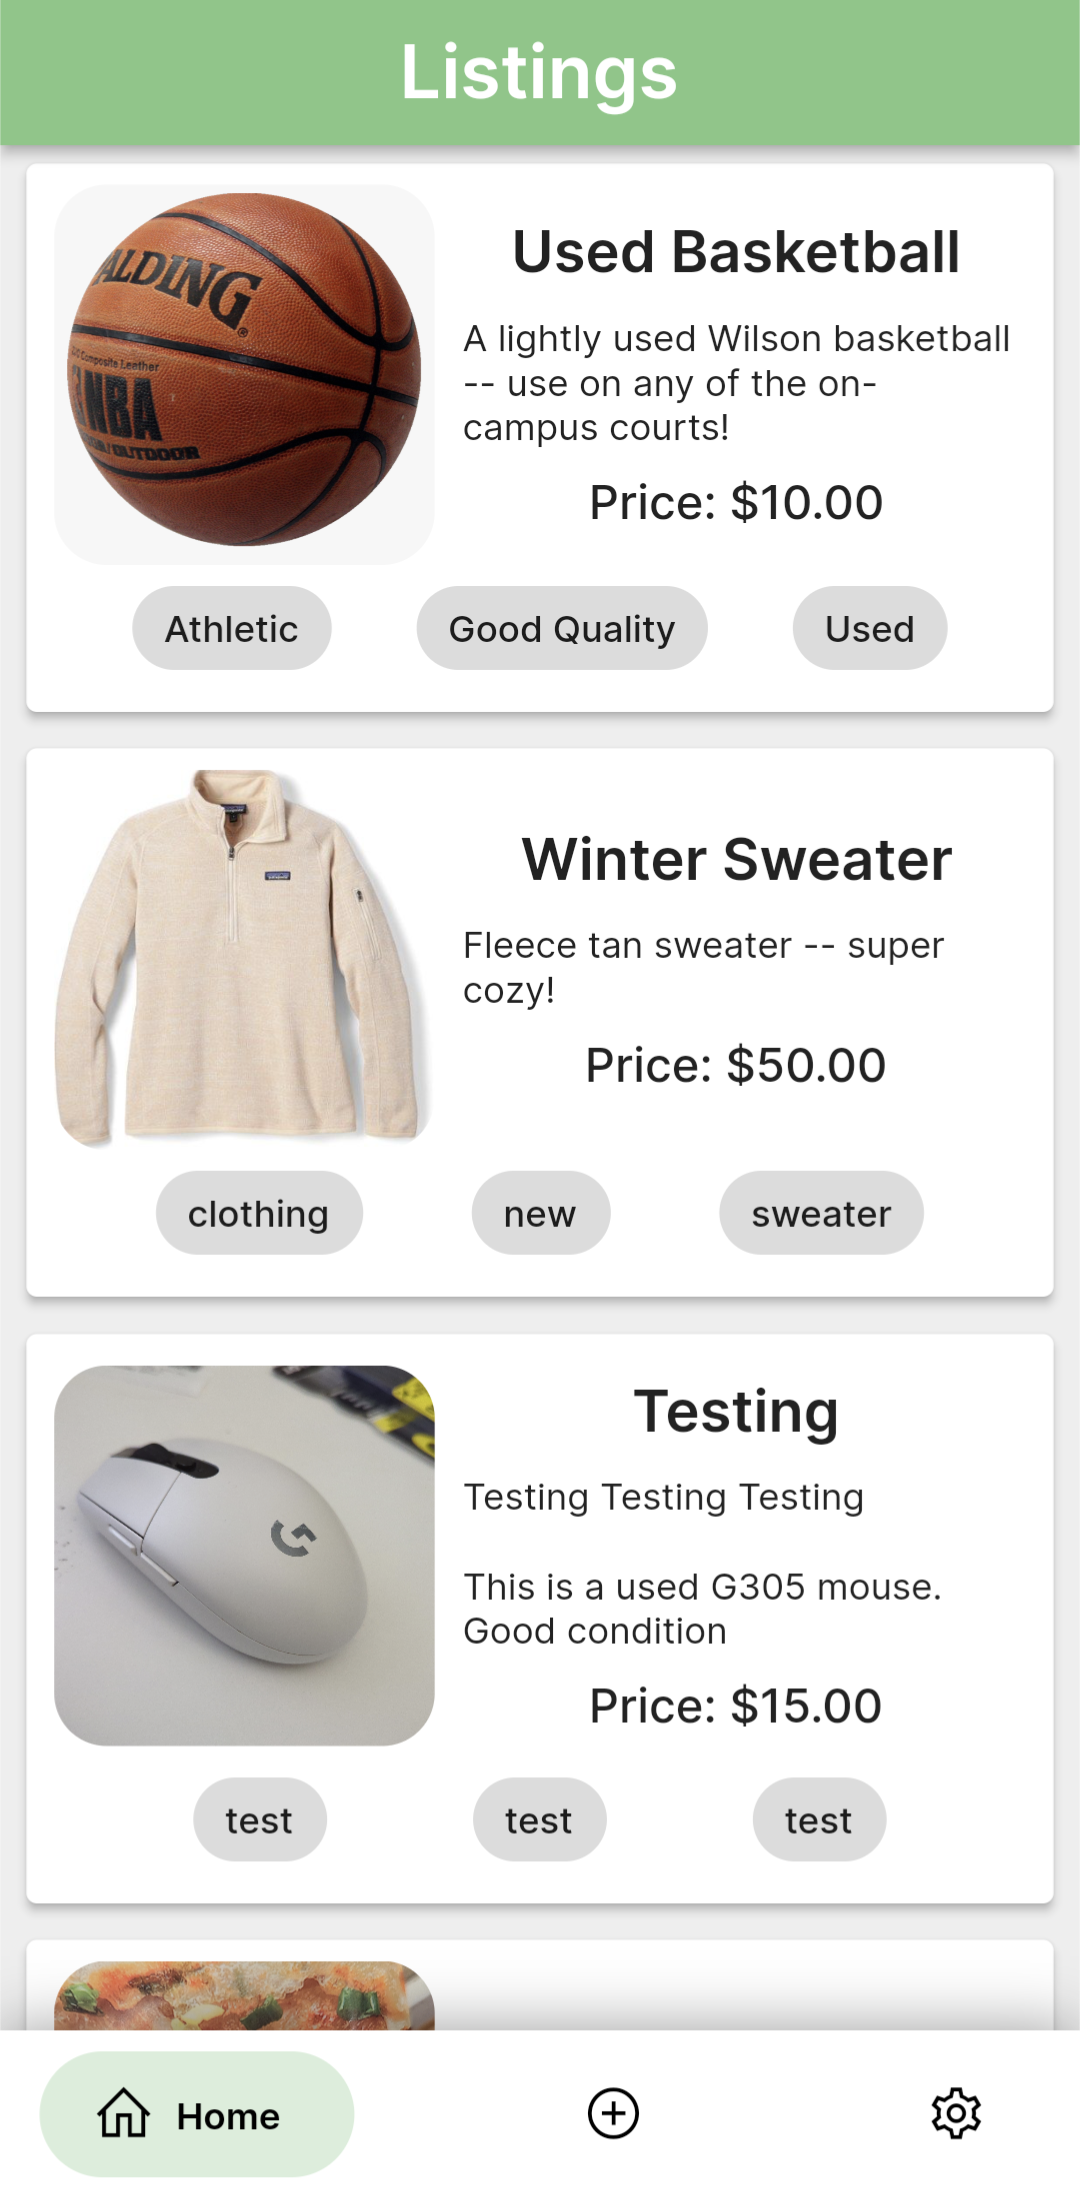 Listings
Used Basketball
A lightly used Wilson basketball
-- use on any of the on-
campus courts!
Price: $10.00
ALDING
Composite Leather
NBA
/OUTDOOR
Athletic
Good Quality
Used
Winter Sweater
Fleece tan sweater -- super
cozy!
Price: $50.00
clothing
new
sweater
Testing
Testing Testing Testing
This is a used G305 mouse.
Good condition
Price: $15.00
test
test
test
Home